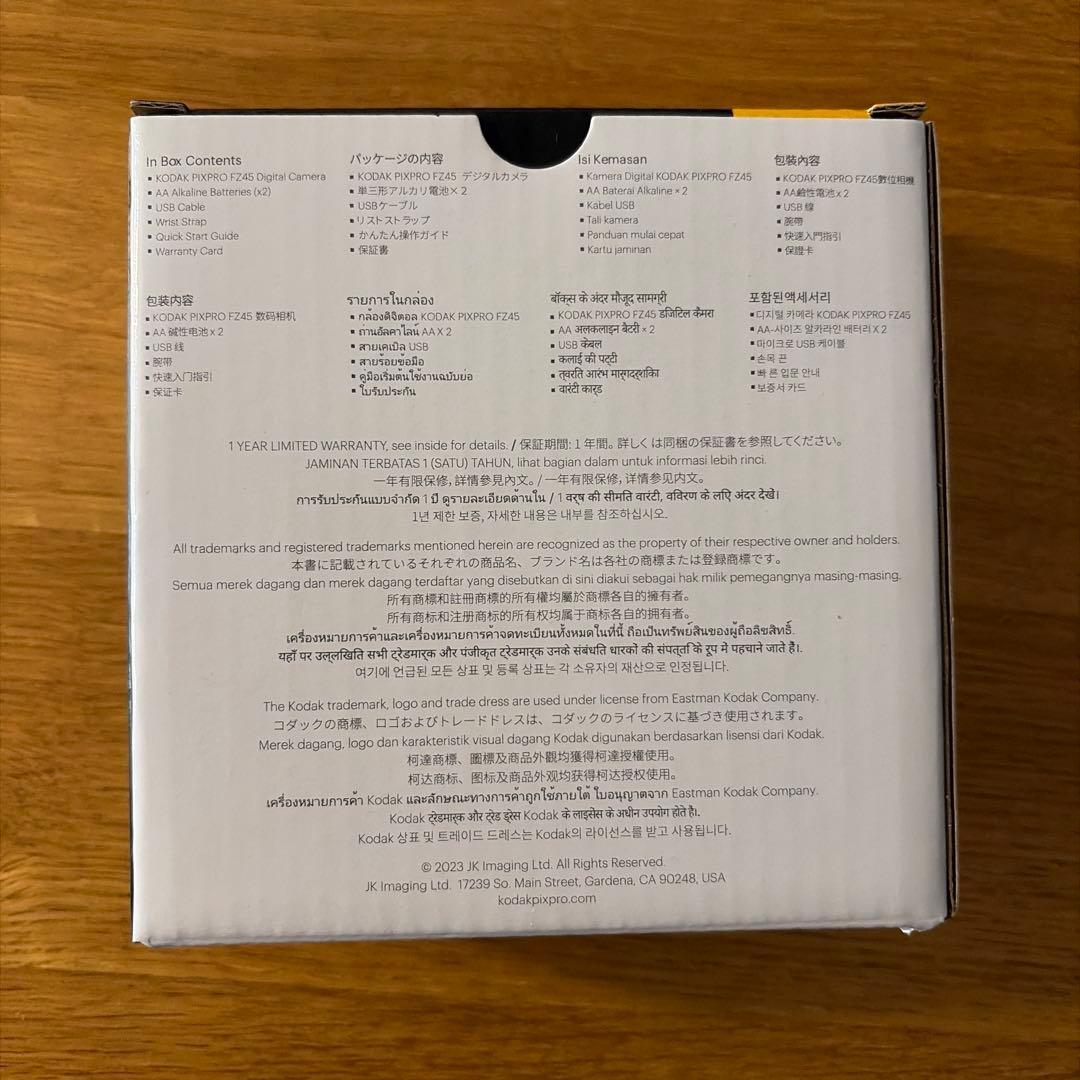 In Box Contents
▪ KODAK PIXPRO FZ45 Digital Camera
▪ AA Alkaline Batteries (x2)
▪ USB Cable
▪ Wrist Strap
▪ Quick Start Guide
▪ Warranty Card
パッケージの内容
▪ KODAK PIXPRO FZ45 デジタルカメラ
▪ 単三形アルカリ電池× 2
▪ USBケーブル
▪ リストストラップ
▪ かんたん操作ガイド
▪ 保証書
Isi Kemasan
▪ Kamera Digital KODAK PIXPRO FZ45
▪ AA Baterai Alkaline × 2
▪ Kabel USB
▪ Tali kamera
▪ Panduan mulai cepat
▪ Kartu jaminan
包裝內容
▪ KODAK PIXPRO FZ45數位相機
▪ AA鹼性電池x 2
▪ USB 線
▪ 腕帶
▪ 快速入門指引
▪ 保證卡
包装内容
▪ KODAK PIXPRO FZ45 数码相机
▪ AA 碱性电池 x 2
▪ USB 线
▪ 腕带
▪ 快速入门指引
▪ 保证卡
รายการในกล่อง
▪ กล้องดิจิตอล KODAK PIXPRO FZ45
▪ ถ่านอัลคาไลน์ AA X 2
▪ สายเคเบิล USB
▪ สายร้อยข้อมือ
▪ คู่มือเริ่มต้นใช้งานฉบับย่อ
▪ ใบรับประกัน
बॉक्स के अंदर मौजूद सामग्री
▪ KODAK PIXPRO FZ45 डिजिटिल कैमरा
▪ AA अलकलाइन बैटरी × 2
▪ USB केबल
▪ कलाई की पट्टी
▪ त्वरति आरंभ मार्गदर्शिका
▪ वारंटी कार्ड
포함된액세서리
▪ 디지털 카메라 KODAK PIXPRO FZ45
▪ AA-사이즈 알카라인 배터리 X 2
▪ 마이크로 USB 케이블
▪ 손목 끈
▪ 빠 른 입문 안내
▪ 보증서 카드
1 YEAR LIMITED WARRANTY, see inside for details. / 保証期間: 1 年間。詳しく は同梱の保証書を参照してください。
JAMINAN TERBATAS 1 (SATU) TAHUN, lihat bagian dalam untuk informasi lebih rinci.
一年有限保修，詳情參見內文。/ 一年有限保修，详情参见内文。
การรับประกันแบบจำกัด 1 ปี ดูรายละเอียดด้านใน / 1 वर्ष की सीमति वारंटी, वविरण के लएि अंदर देखें।
1년 제한 보증, 자세한 내용은 내부를 참조하십시오.
All trademarks and registered trademarks mentioned herein are recognized as the property of their respective owner and holders.
本書に記載されているそれぞれの商品名、ブランド名は各社の商標または登録商標です。
Semua merek dagang dan merek dagang terdaftar yang disebutkan di sini diakui sebagai hak milik pemegangnya masing-masing.
所有商標和註冊商標的所有權均屬於商標各自的擁有者。
所有商标和注册商标的所有权均属于商标各自的拥有者。
เครื่องหมายการค้าและเครื่องหมายการค้าจดทะเบียนทั้งหมดในที่นี้ ถือเป็นทรัพย์สินของผู้ถือลิขสิทธิ์.
यहाँ पर उल्लखिति सभी ट्रेडमार्क और पंजीकृत ट्रेडमार्क उनके संबंधति धारकों की संपत्ति के रूप में पहचाने जाते हैं।.
여기에 언급된 모든 상표 및 등록 상표는 각 소유자의 재산으로 인정됩니다.
The Kodak trademark, logo and trade dress are used under license from Eastman Kodak Company.
コダックの商標、ロゴおよびトレードドレスは、コダックのライセンスに基づき使用されます。
Merek dagang, logo dan karakteristik visual dagang Kodak digunakan berdasarkan lisensi dari Kodak.
柯達商標、圖標及商品外觀均獲得柯達授權使用。
柯达商标、图标及商品外观均获得柯达授权使用。
เครื่องหมายการค้า Kodak และลักษณะทางการค้าถูกใช้ภายใต้ ใบอนุญาตจาก Eastman Kodak Company.
Kodak ट्रेडमार्क और ट्रेड ड्रेस Kodak के लाइसेंस के अधीन उपयोग होते हैं।.
Kodak 상표 및 트레이드 드레스는 Kodak의 라이선스를 받고 사용됩니다.
© 2023 JK Imaging Ltd. All Rights Reserved.
JK Imaging Ltd. 17239 So. Main Street, Gardena, CA 90248, USA
kodakpixpro.com